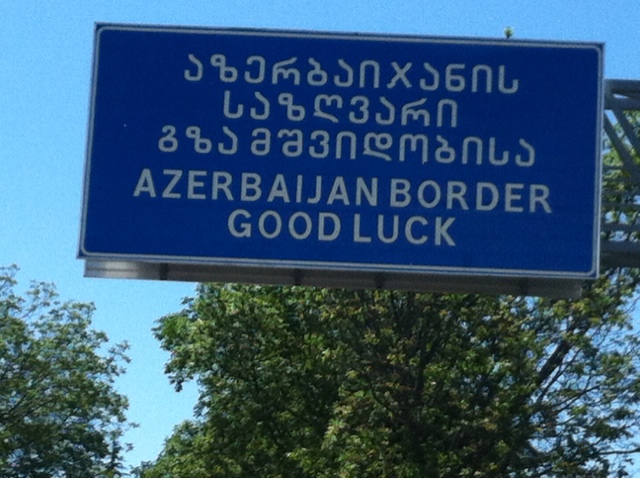 აზერბაიჯანის
საზღვარი
გზა მშვიდობისა
AZERBAIJAN BORDER
GOOD LUCK